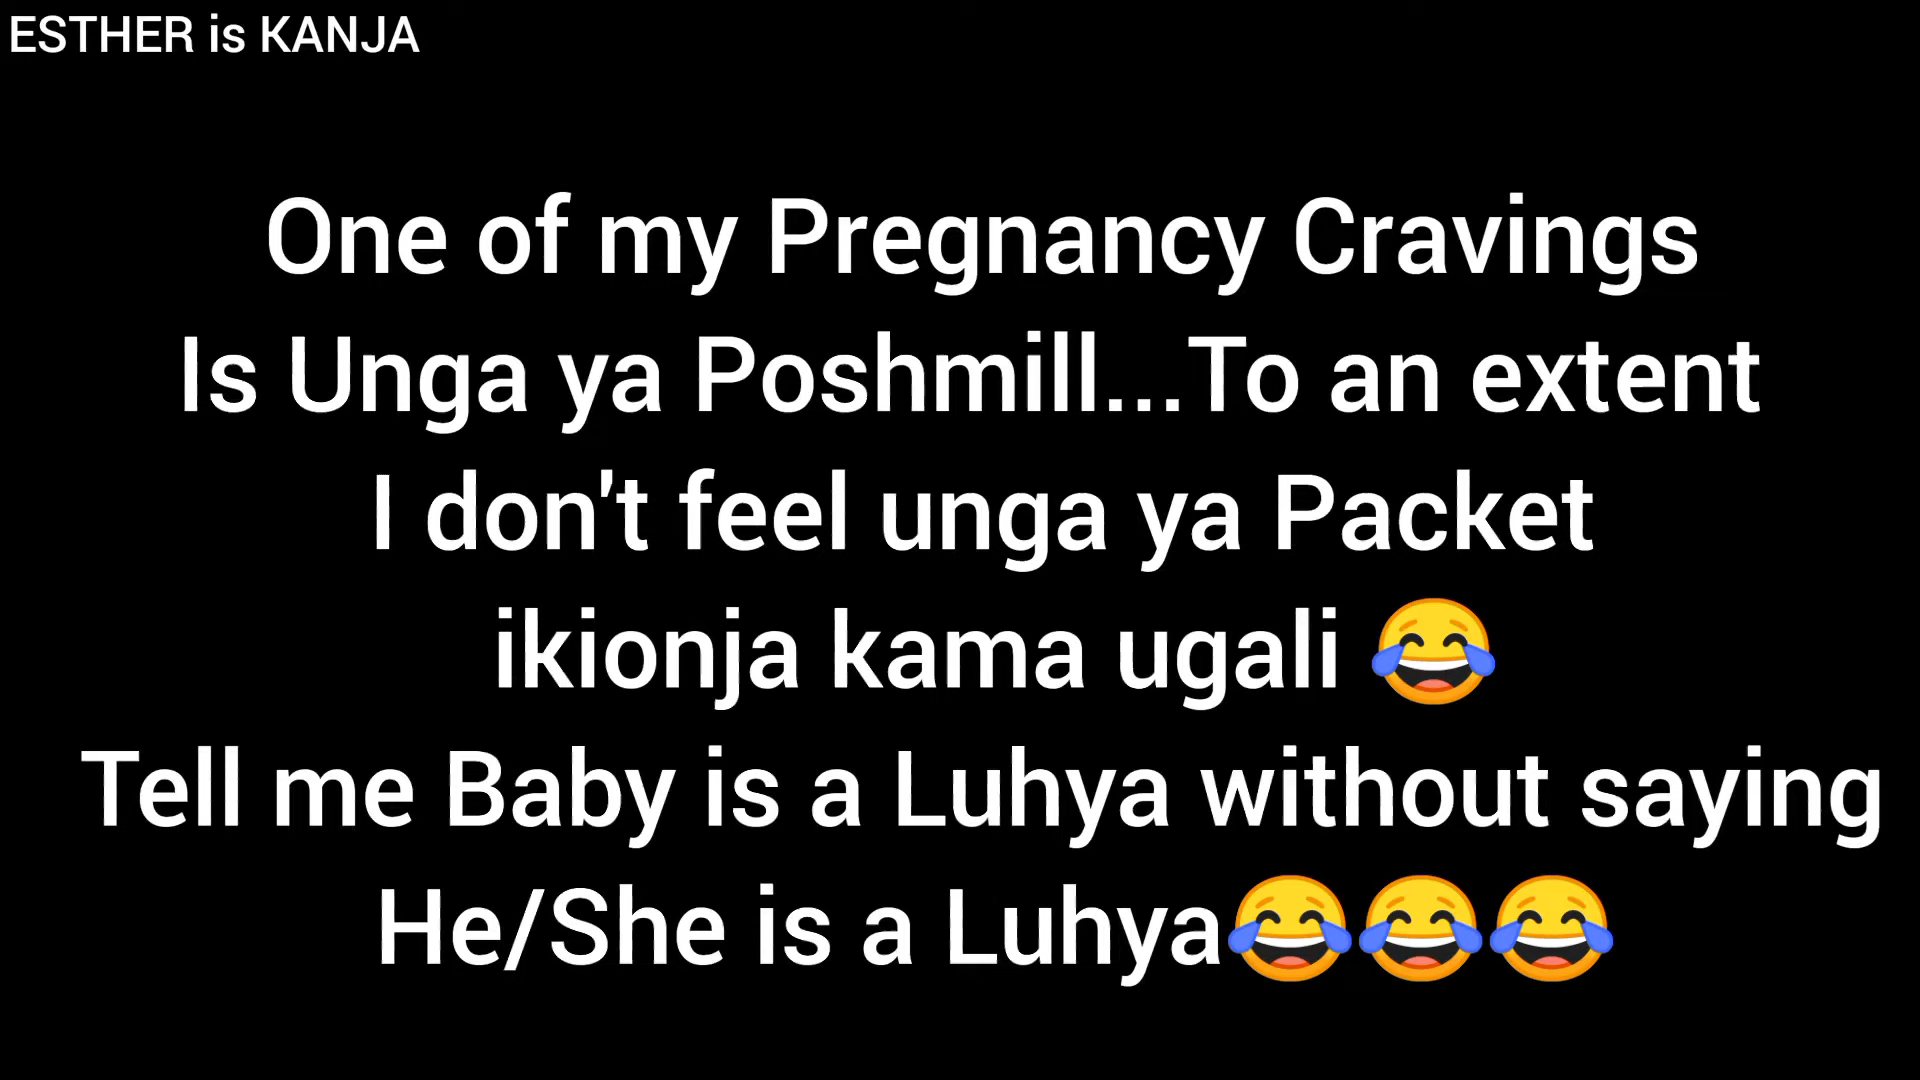 ESTHER is KANJA
One of my Pregnancy Cravings
Is Unga ya Poshmill...To an extent
I don't feel unga ya Packet
ikionja kama ugali 😂
Tell me Baby is a Luhya without saying
He/She is a Luhya😂😂😂